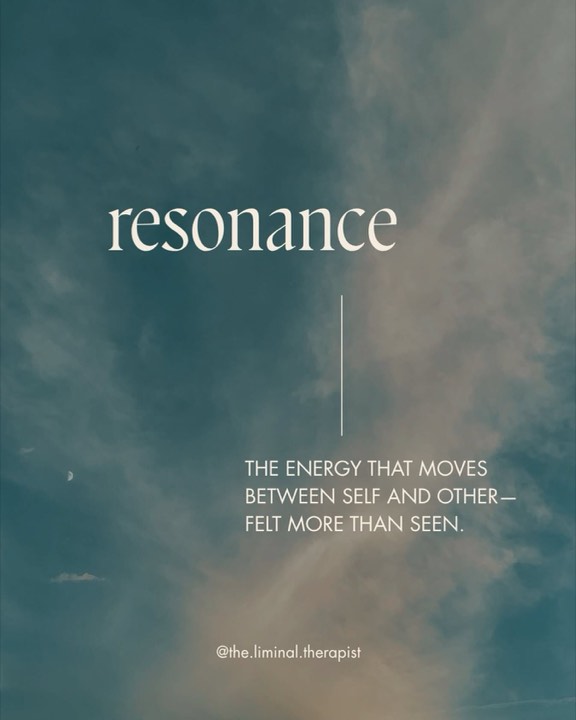 resonance
THE ENERGY THAT MOVES
BETWEEN SELF AND OTHER—
FELT MORE THAN SEEN.
@the.liminal.therapist